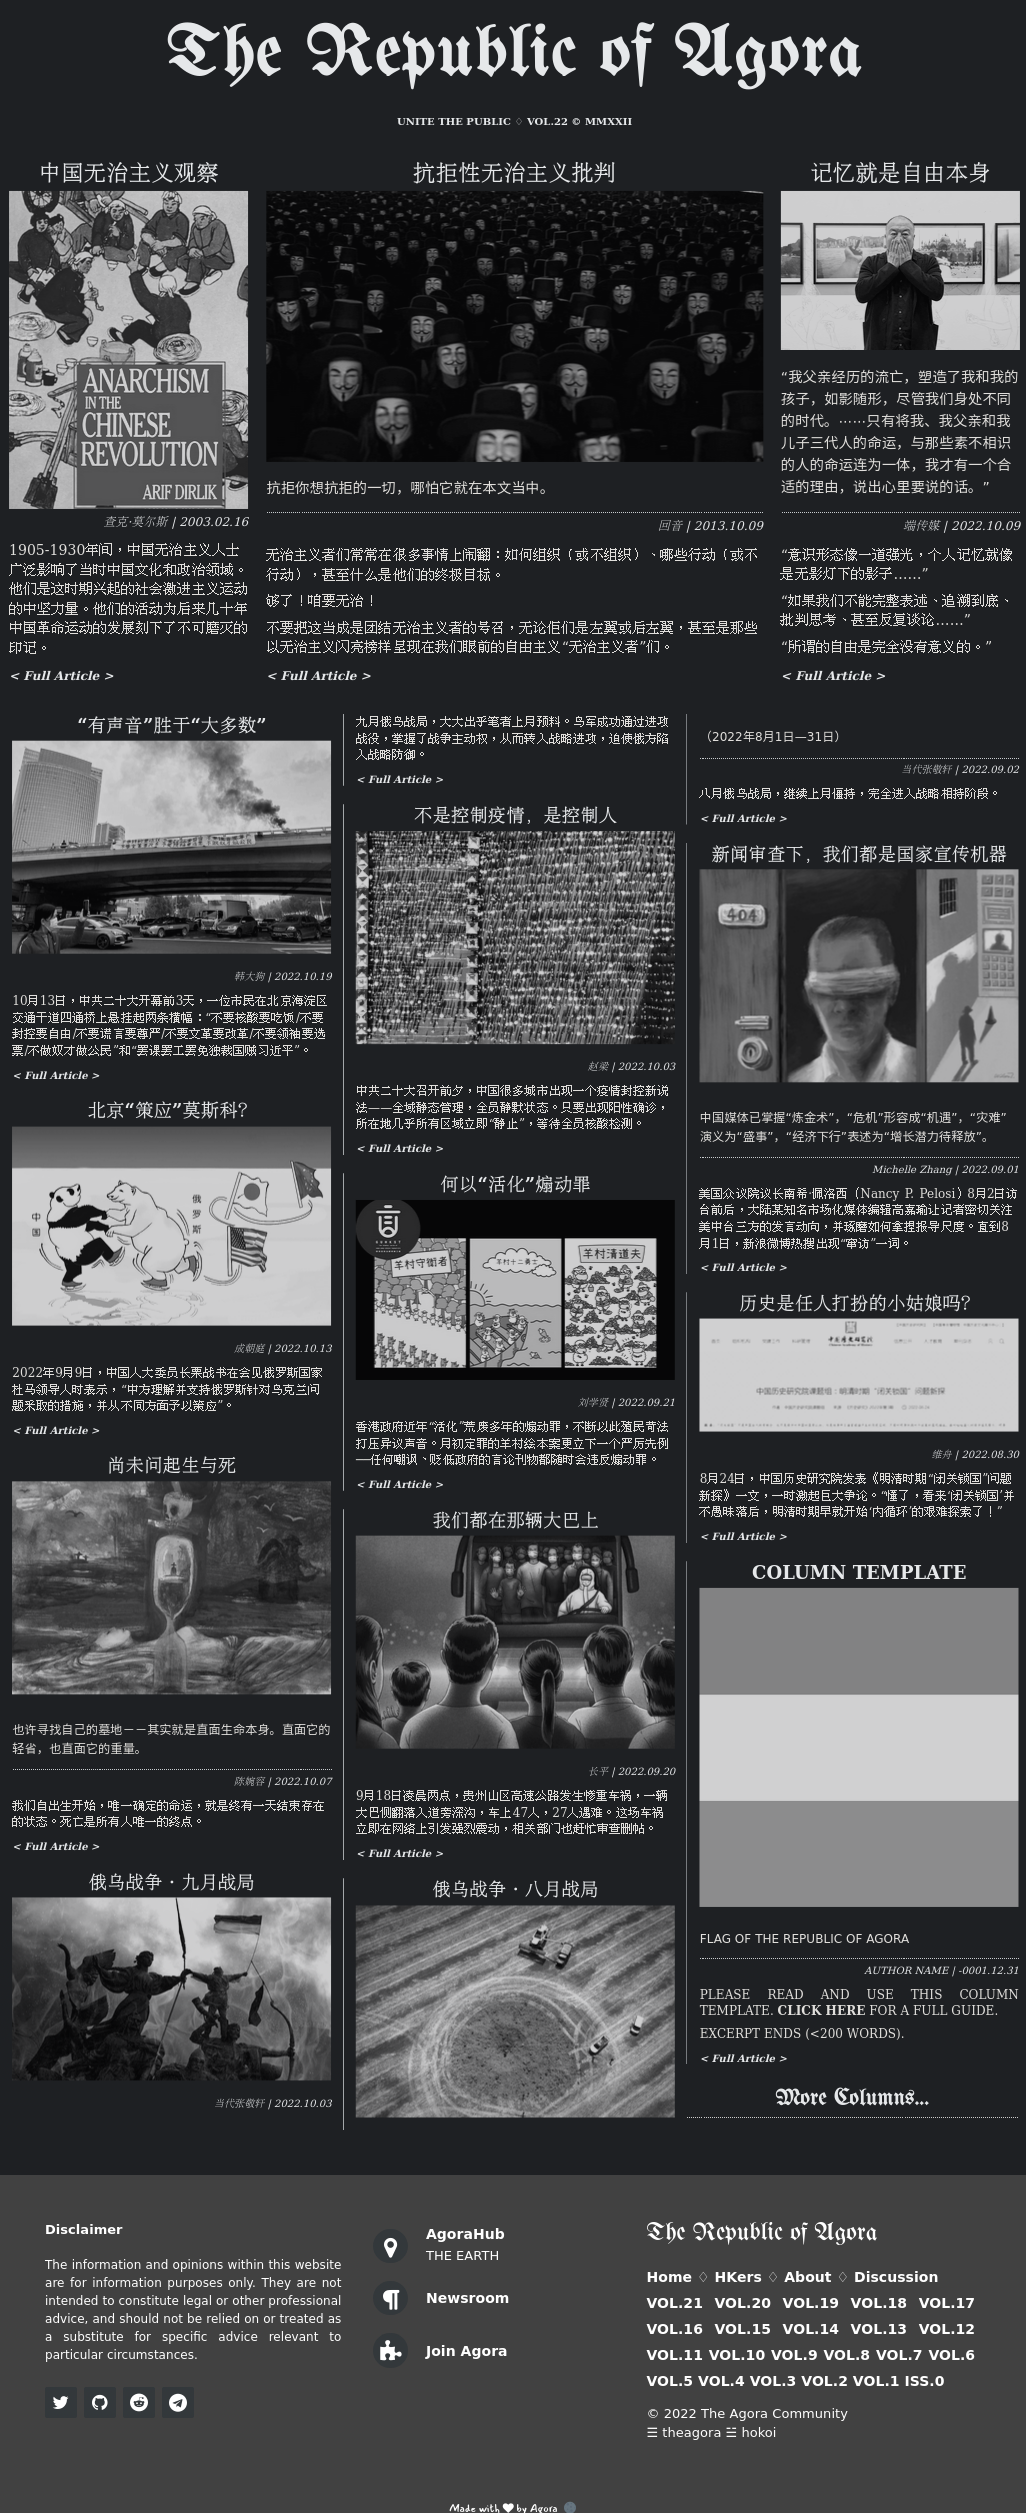 The Republic of Agora
UNITE THE PUBLIC ♢ VOL.22 © MMXXII
中国无治主义观察
ANARCHISM
IN THE
CHINESE
REVOLUTION
ARIF DIRLIK
查克·莫尔斯 | 2003.02.16
1905-1930年间，中国无治主义人士
广泛影响了当时中国文化和政治领域。
他们是这时期兴起的社会激进主义运动
的中坚力量。他们的活动为后来几十年
中国革命运动的发展刻下了不可磨灭的
印记。
< Full Article >
抗拒性无治主义批判
抗拒你想抗拒的一切，哪怕它就在本文当中。
回音 | 2013.10.09
无治主义者们常常在很多事情上闹翻：如何组织（或不组织）、哪些行动（或不
行动），甚至什么是他们的终极目标。
够了！咱要无治！
不要把这当成是团结无治主义者的号召，无论他们是左翼或后左翼，甚至是那些
以无治主义闪亮榜样呈现在我们眼前的自由主义“无治主义者”们。
< Full Article >
记忆就是自由本身
“我父亲经历的流亡，塑造了我和我的
孩子，如影随形，尽管我们身处不同
的时代。⋯⋯只有将我、我父亲和我
儿子三代人的命运，与那些素不相识
的人的命运连为一体，我才有一个合
适的理由，说出心里要说的话。”
端传媒 | 2022.10.09
“意识形态像一道强光，个人记忆就像
是无影灯下的影子……”
“如果我们不能完整表述、追溯到底、
批判思考、甚至反复谈论……”
“所谓的自由是完全没有意义的。”
< Full Article >
“有声音”胜于“大多数”
韩大狗 | 2022.10.19
10月13日，中共二十大开幕前3天，一位市民在北京海淀区
交通干道四通桥上悬挂起两条横幅：“不要核酸要吃饭/不要
封控要自由/不要谎言要尊严/不要文革要改革/不要领袖要选
票/不做奴才做公民”和“罢课罢工罢免独裁国贼习近平”。
< Full Article >
北京“策应”莫斯科？
中国
俄罗斯
成朝庭 | 2022.10.13
2022年9月9日，中国人大委员长栗战书在会见俄罗斯国家
杜马领导人时表示，“中方理解并支持俄罗斯针对乌克兰问
题采取的措施，并从不同方面予以策应”。
< Full Article >
尚未问起生与死
也许寻找自己的墓地－－其实就是直面生命本身。直面它的
轻省，也直面它的重量。
陈婉容 | 2022.10.07
我们自出生开始，唯一确定的命运，就是终有一天结束存在
的状态。死亡是所有人唯一的终点。
< Full Article >
俄乌战争・九月战局
当代张敬轩 | 2022.10.03
九月俄乌战局，大大出乎笔者上月预料。乌军成功通过进攻
战役，掌握了战争主动权，从而转入战略进攻，迫使俄方陷
入战略防御。
< Full Article >
不是控制疫情，是控制人
赵梁 | 2022.10.03
中共二十大召开前夕，中国很多城市出现一个疫情封控新说
法——全域静态管理，全员静默状态。只要出现阳性确诊，
所在地几乎所有区域立即“静止”，等待全员核酸检测。
< Full Article >
何以“活化”煽动罪
羊村守衛者
羊村十二勇士
羊村清道夫
刘学贤 | 2022.09.21
香港政府近年“活化”荒废多年的煽动罪，不断以此殖民苛法
打压异议声音。月初定罪的羊村绘本案更立下一个严厉先例
—任何嘲讽、贬低政府的言论刊物都随时会违反煽动罪。
< Full Article >
我们都在那辆大巴上
长平 | 2022.09.20
9月18日凌晨两点，贵州山区高速公路发生惨重车祸，一辆
大巴侧翻落入道旁深沟，车上47人，27人遇难。这场车祸
立即在网络上引发强烈震动，相关部门也赶忙审查删帖。
< Full Article >
俄乌战争・八月战局
（2022年8月1日—31日）
当代张敬轩 | 2022.09.02
八月俄乌战局，继续上月僵持，完全进入战略相持阶段。
< Full Article >
新闻审查下，我们都是国家宣传机器
404
中国媒体已掌握“炼金术”，“危机”形容成“机遇”，“灾难”
演义为“盛事”，“经济下行”表述为“增长潜力待释放”。
Michelle Zhang | 2022.09.01
美国众议院议长南希·佩洛西（Nancy P. Pelosi）8月2日访
台前后，大陆某知名市场化媒体编辑高嘉瑜让记者密切关注
美中台三方的发言动向，并琢磨如何拿捏报导尺度。直到8
月1日，新浪微博热搜出现“窜访”一词。
< Full Article >
历史是任人打扮的小姑娘吗？
中国历史研究院课题组：明清时期“闭关锁国”问题新探
维舟 | 2022.08.30
8月24日，中国历史研究院发表《明清时期“闭关锁国”问题
新探》一文，一时激起巨大争论。“懂了，看来‘闭关锁国’并
不愚昧落后，明清时期早就开始‘内循环’的艰难探索了！”
< Full Article >
COLUMN TEMPLATE
FLAG OF THE REPUBLIC OF AGORA
AUTHOR NAME | -0001.12.31
PLEASE READ AND USE THIS COLUMN
TEMPLATE. CLICK HERE FOR A FULL GUIDE.
EXCERPT ENDS (<200 WORDS).
< Full Article >
More Columns...
Disclaimer
The information and opinions within this website
are for information purposes only. They are not
intended to constitute legal or other professional
advice, and should not be relied on or treated as
a substitute for specific advice relevant to
particular circumstances.
AgoraHub
THE EARTH
Newsroom
Join Agora
The Republic of Agora
Home ♢ HKers ♢ About ♢ Discussion
VOL.21 VOL.20 VOL.19 VOL.18 VOL.17
VOL.16 VOL.15 VOL.14 VOL.13 VOL.12
VOL.11 VOL.10 VOL.9 VOL.8 VOL.7 VOL.6
VOL.5 VOL.4 VOL.3 VOL.2 VOL.1 ISS.0
© 2022 The Agora Community
☰ theagora ☱ hokoi
Made with ♥ by Agora